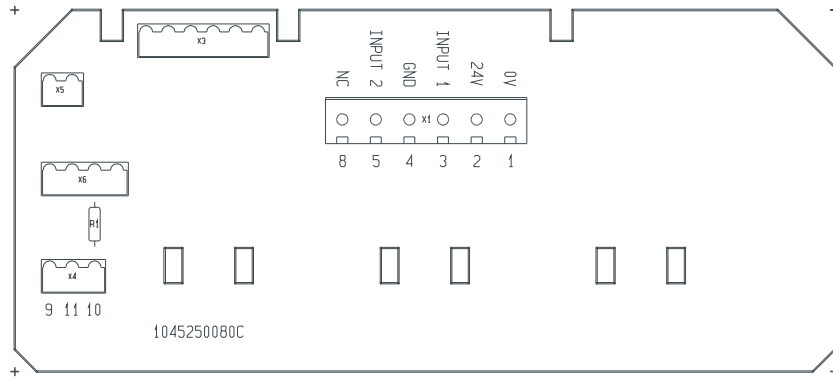 X3
NC INPUT 2 GND INPUT 1 24V 0V
X5
X1
8 5 4 3 2 1
X6
R1
X4
9 11 10
1045250080C